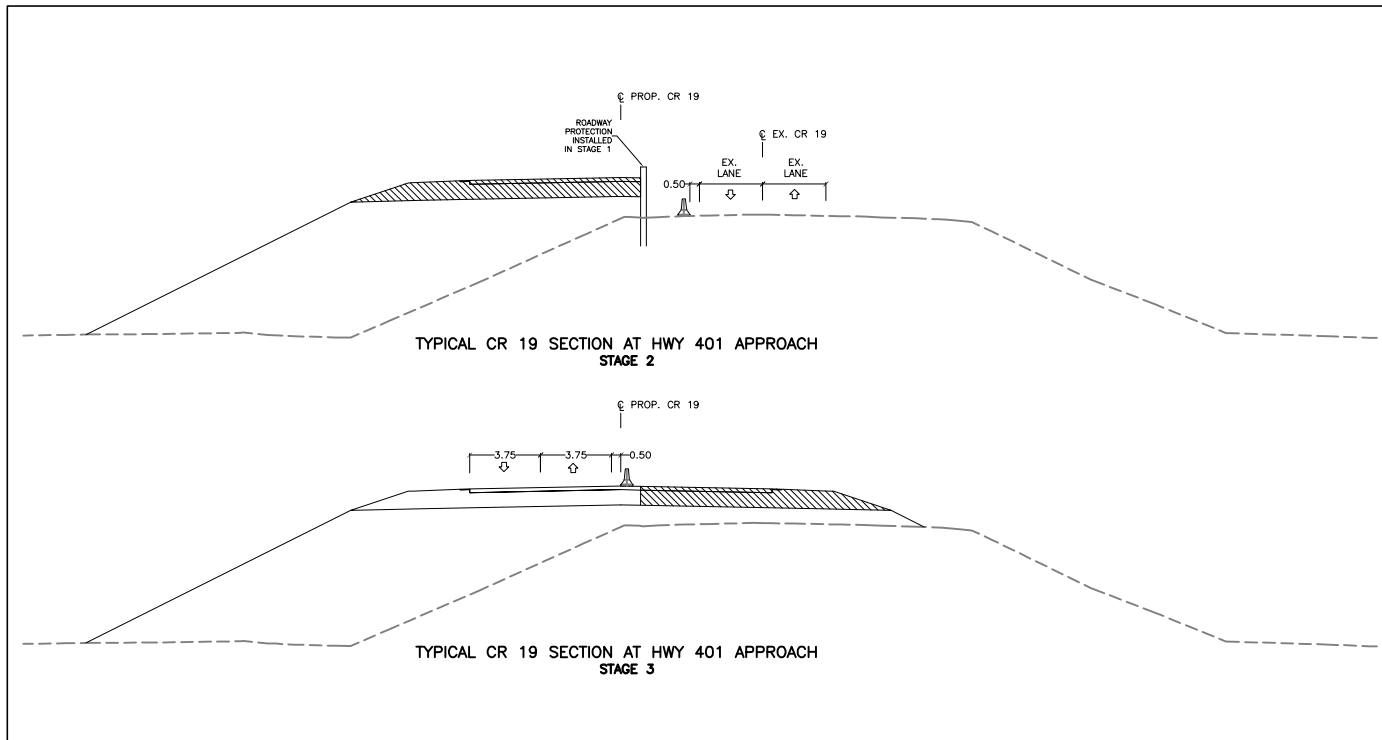 ℄ PROP. CR 19
ROADWAY
PROTECTION
INSTALLED
IN STAGE 1
℄ EX. CR 19
EX.
LANE
EX.
LANE
0.50
TYPICAL CR 19 SECTION AT HWY 401 APPROACH
STAGE 2
℄ PROP. CR 19
3.75
3.75
0.50
TYPICAL CR 19 SECTION AT HWY 401 APPROACH
STAGE 3